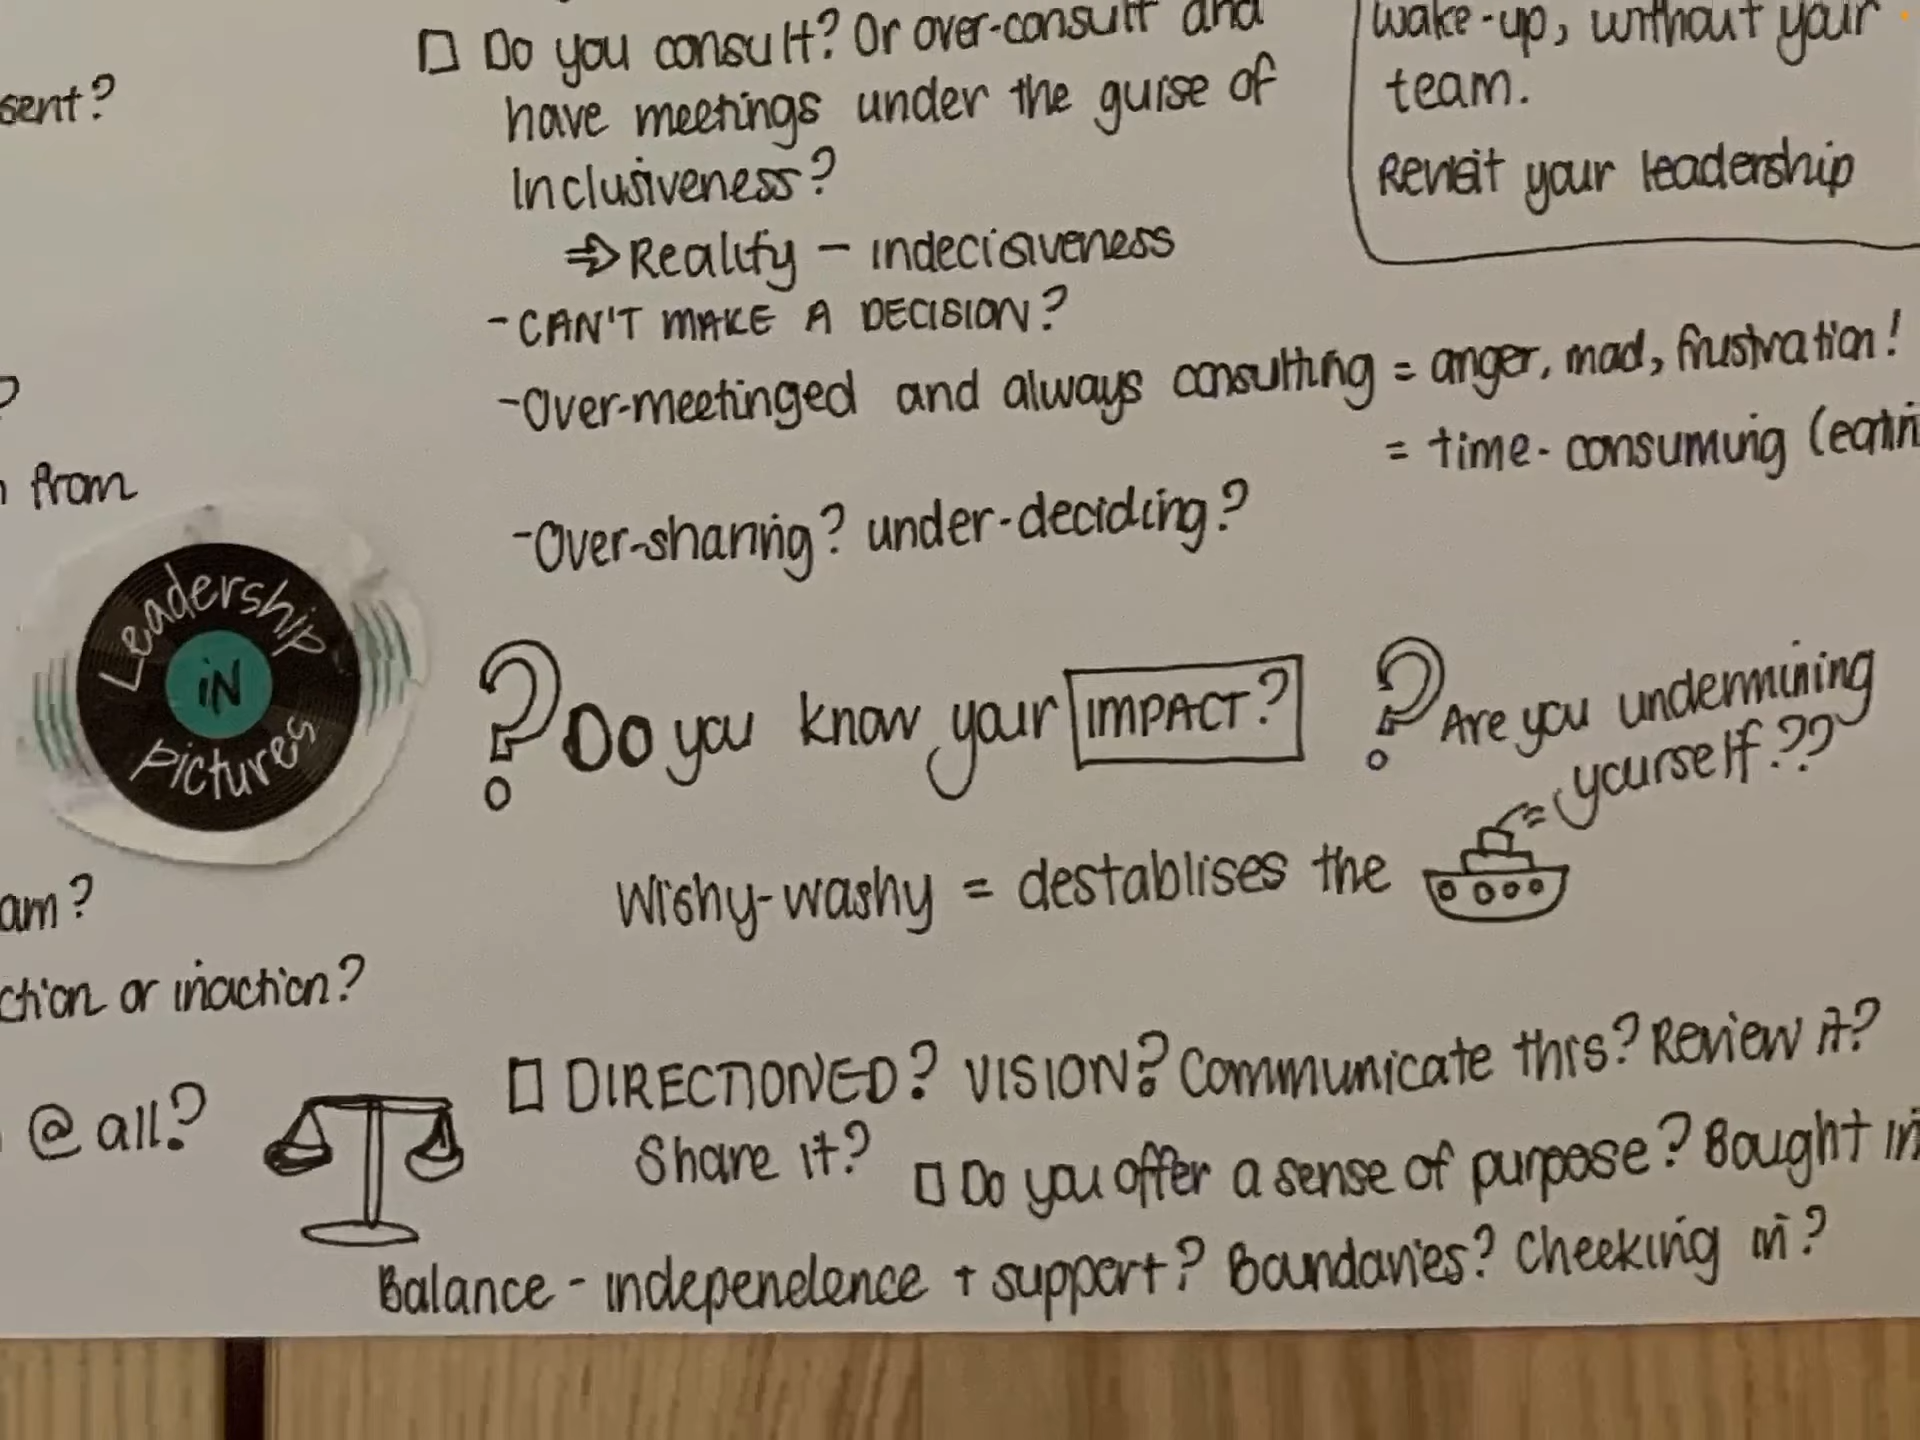 sent?
?
from
am?
ction or inaction?
@ all?
Leadership
iN
pictures
Do you consult? Or over-consult and
have meetings under the guise of
Inclusiveness?
⇒ Reality – indecisiveness
- CAN'T MAKE A DECISION?
- Over-meetinged and always consulting = anger, mad, frustration!
= time-consuming (eatin
- Over-sharing? under-deciding?
wake-up, without your
team.
Revisit your leadership
? Do you know your IMPACT?
? Are you undermining
yourself??
Wishy-washy = destablises the
□ DIRECTIONED? VISION? Communicate this? Review it?
Share it? □ Do you offer a sense of purpose? Bought in
Balance - independence + support? Boundaries? Checking in?